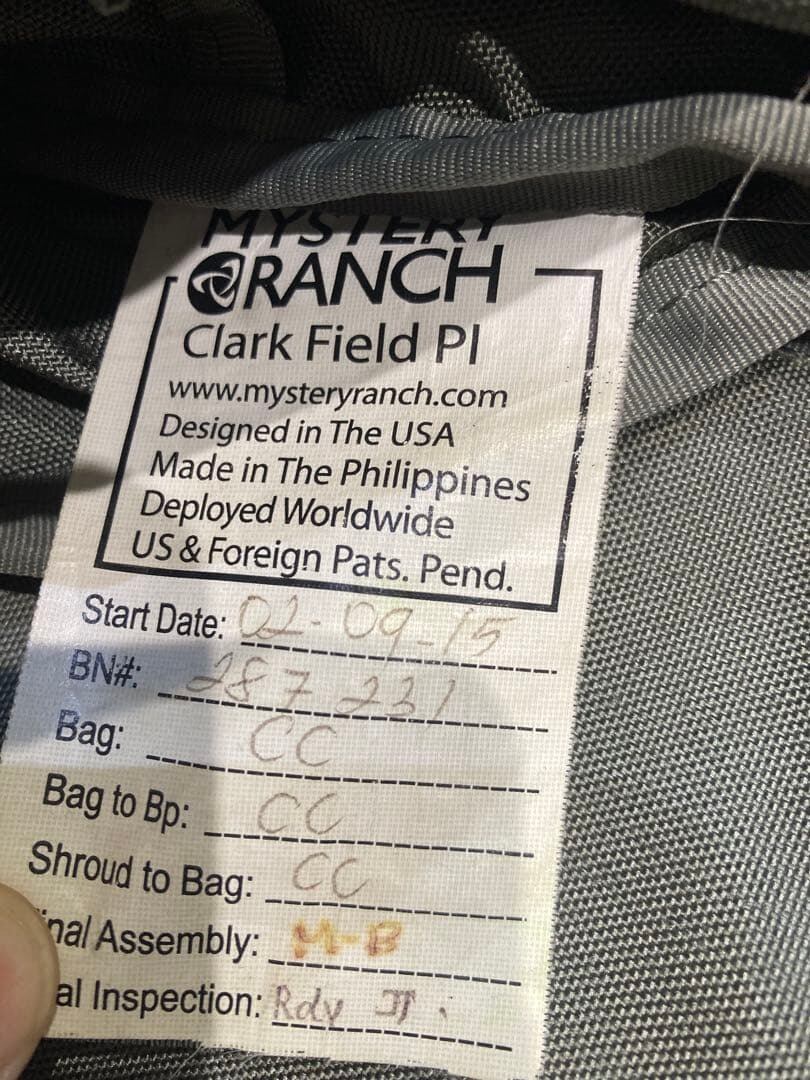 MYSTERY
RANCH
Clark Field PI
www.mysteryranch.com
Designed in The USA
Made in The Philippines
Deployed Worldwide
US & Foreign Pats. Pend.
Start Date: 02-09-15
BN#: 287231
Bag: CC
Bag to Bp: CC
Shroud to Bag: CC
inal Assembly: M-B
al Inspection: Rdy